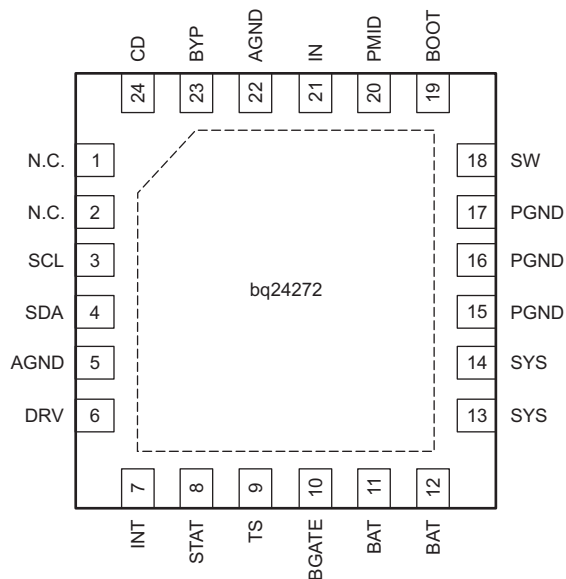 CD BYP AGND IN PMID BOOT
24 23 22 21 20 19
N.C. 1 18 SW
N.C. 2 17 PGND
SCL 3 16 PGND
bq24272
SDA 4 15 PGND
AGND 5 14 SYS
DRV 6 13 SYS
7 8 9 10 11 12
INT STAT TS BGATE BAT BAT